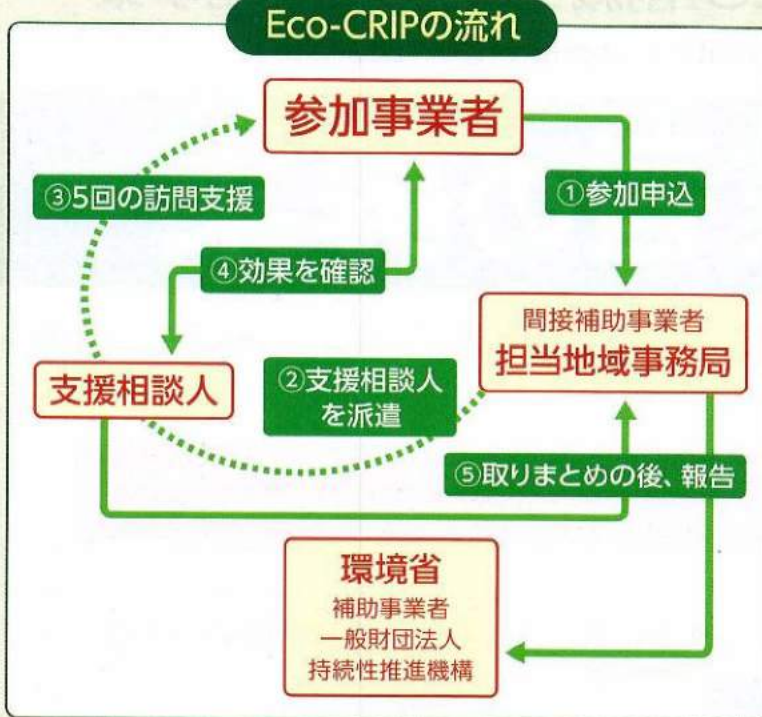 Eco-CRIPの流れ
参加事業者
③5回の訪問支援
①参加申込
④効果を確認
間接補助事業者
担当地域事務局
支援相談人
②支援相談人
を派遣
⑤取りまとめの後、報告
環境省
補助事業者
一般財団法人
持続性推進機構